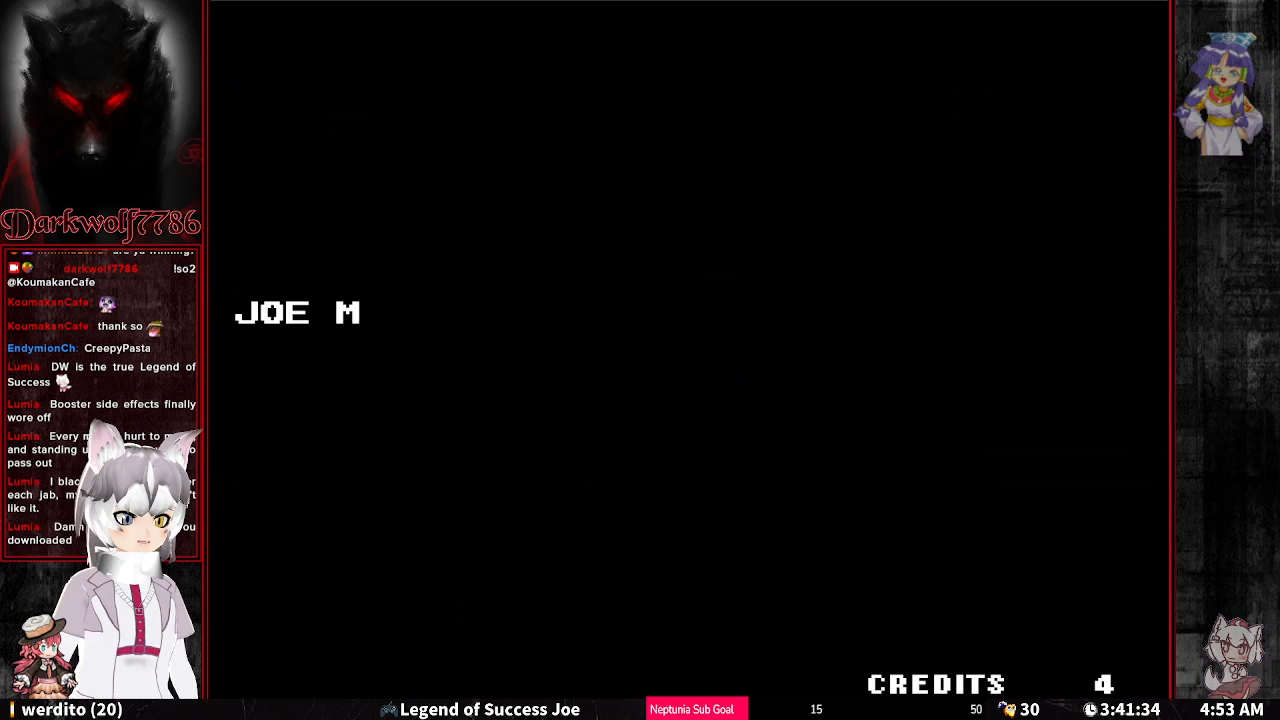 Darkwolf7786
darkwolf7786 !so2
@KoumakanCafe
KoumakanCafe:
KoumakanCafe: thank so
EndymionCh: CreepyPasta
Lumia: DW is the true Legend of
Success
Lumia: Booster side effects finally
wore off
Lumia: Every hurt to
and standing
pass out
Lumia: I
each jab,
like it.
Lumia:
downloaded
JOE M
CREDITS 4
werdito (20)
Legend of Success Joe
Neptunia Sub Goal
15
50
30
3:41:34
4:53 AM